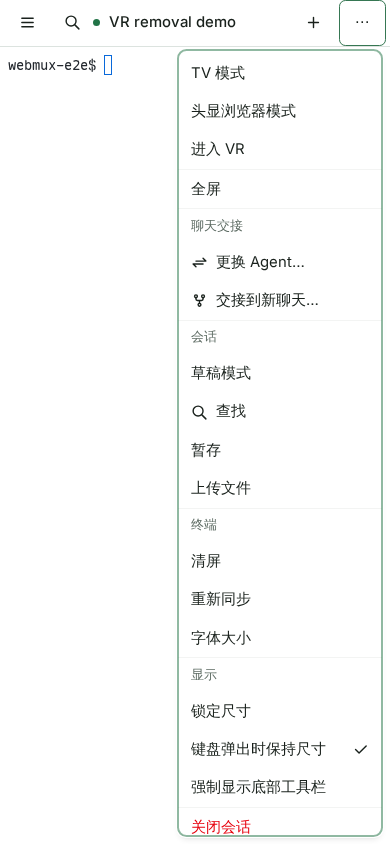 VR removal demo
webmux-e2e$
TV 模式
头显浏览器模式
进入 VR
全屏
聊天交接
更换 Agent...
交接到新聊天...
会话
草稿模式
查找
暂存
上传文件
终端
清屏
重新同步
字体大小
显示
锁定尺寸
键盘弹出时保持尺寸
强制显示底部工具栏
关闭会话